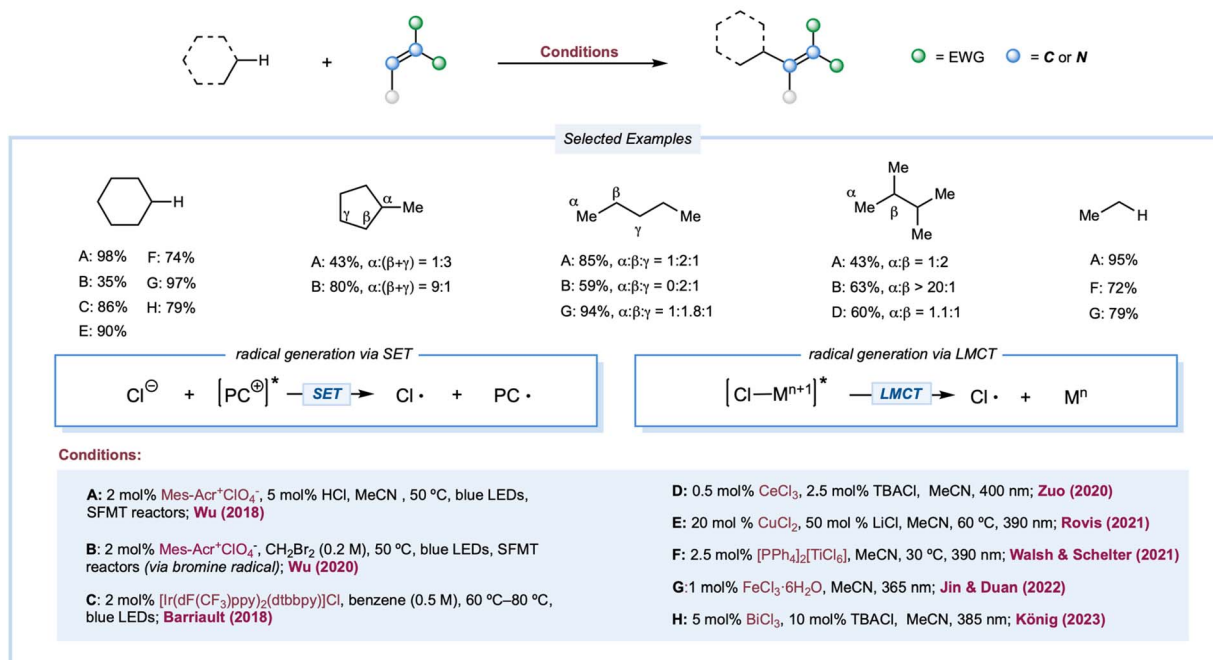 H
+
Conditions
= EWG
= C or N
Selected Examples
H
A: 98% F: 74%
B: 35% G: 97%
C: 86% H: 79%
E: 90%
α
β
γ
Me
A: 43%, α:(β+γ) = 1:3
B: 80%, α:(β+γ) = 9:1
α
β
Me
Me
γ
A: 85%, α:β:γ = 1:2:1
B: 59%, α:β:γ = 0:2:1
G: 94%, α:β:γ = 1:1.8:1
Me
α
Me
Me
β
Me
A: 43%, α:β = 1:2
B: 63%, α:β > 20:1
D: 60%, α:β = 1.1:1
Me
H
A: 95%
F: 72%
G: 79%
radical generation via SET
Cl⊖ + [PC⊕]* SET Cl· + PC·
radical generation via LMCT
[Cl—Mⁿ⁺¹]* LMCT Cl· + Mⁿ
Conditions:
A: 2 mol% Mes-Acr⁺ClO₄⁻, 5 mol% HCl, MeCN , 50 ºC, blue LEDs,
SFMT reactors; Wu (2018)
B: 2 mol% Mes-Acr⁺ClO₄⁻, CH₂Br₂ (0.2 M), 50 ºC, blue LEDs, SFMT
reactors (via bromine radical); Wu (2020)
C: 2 mol% [Ir(dF(CF₃)ppy)₂(dtbbpy)]Cl, benzene (0.5 M), 60 ºC–80 ºC,
blue LEDs; Barriault (2018)
D: 0.5 mol% CeCl₃, 2.5 mol% TBACl, MeCN, 400 nm; Zuo (2020)
E: 20 mol % CuCl₂, 50 mol % LiCl, MeCN, 60 ºC, 390 nm; Rovis (2021)
F: 2.5 mol% [PPh₄]₂[TiCl₆], MeCN, 30 ºC, 390 nm; Walsh & Schelter (2021)
G:1 mol% FeCl₃·6H₂O, MeCN, 365 nm; Jin & Duan (2022)
H: 5 mol% BiCl₃, 10 mol% TBACl, MeCN, 385 nm; König (2023)